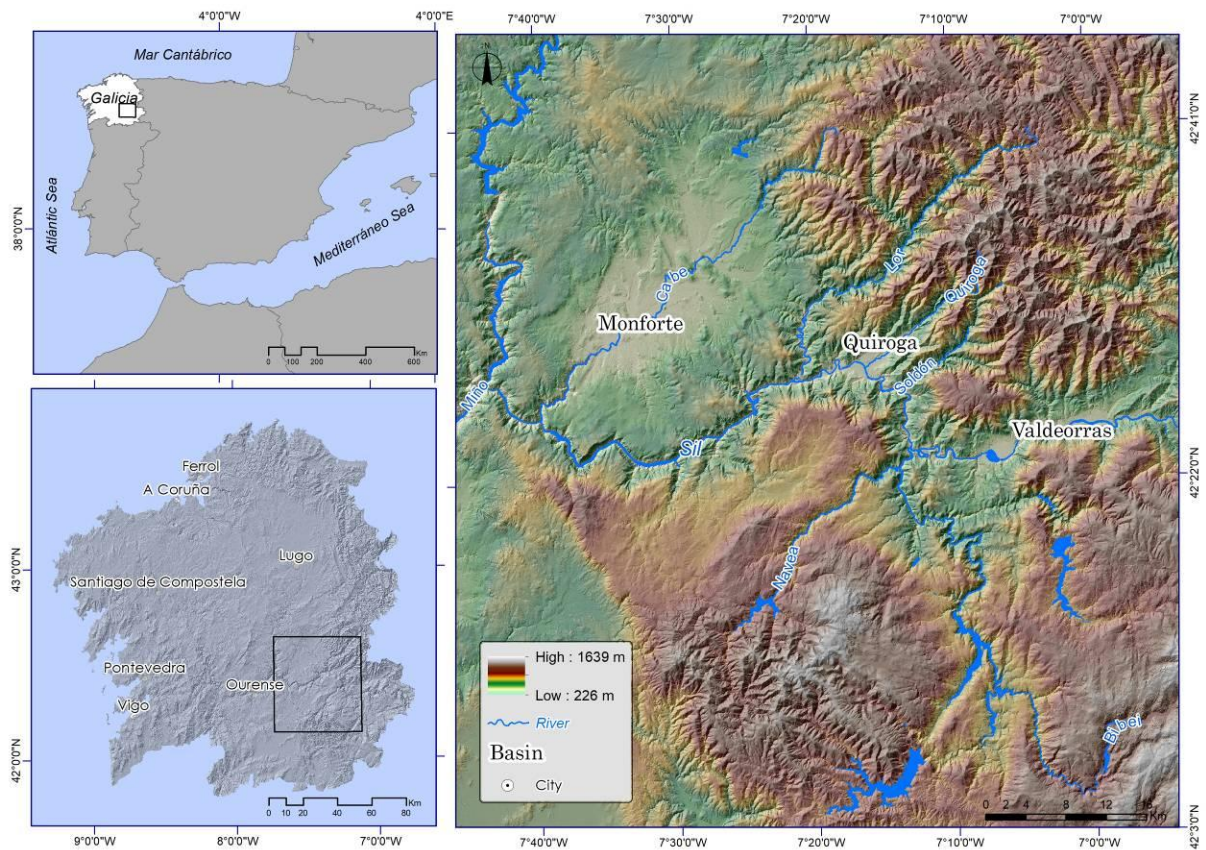 4°0'0"W
4°0'0"E
Mar Cantábrico
Galicia
38°0'0"N
Atlántic Sea
Mediterráneo Sea
0 100 200 400 600 Km
Ferrol
A Coruña
Lugo
Santiago de Compostela
Pontevedra
Ourense
Vigo
43°0'0"N
42°0'0"N
0 10 20 40 60 80 Km
9°0'0"W
8°0'0"W
7°0'0"W
7°40'0"W
7°30'0"W
7°20'0"W
7°10'0"W
7°0'0"W
N
42°41'0"N
Lor
Cabe
Quiroga
Monforte
Quiroga
Soldón
Miño
Valdeorras
Sil
42°22'0"N
Navea
High : 1639 m
Low : 226 m
River
Basin
City
Bibei
0 2 4 8 12 16 Km
42°3'0"N
7°40'0"W
7°30'0"W
7°20'0"W
7°10'0"W
7°0'0"W